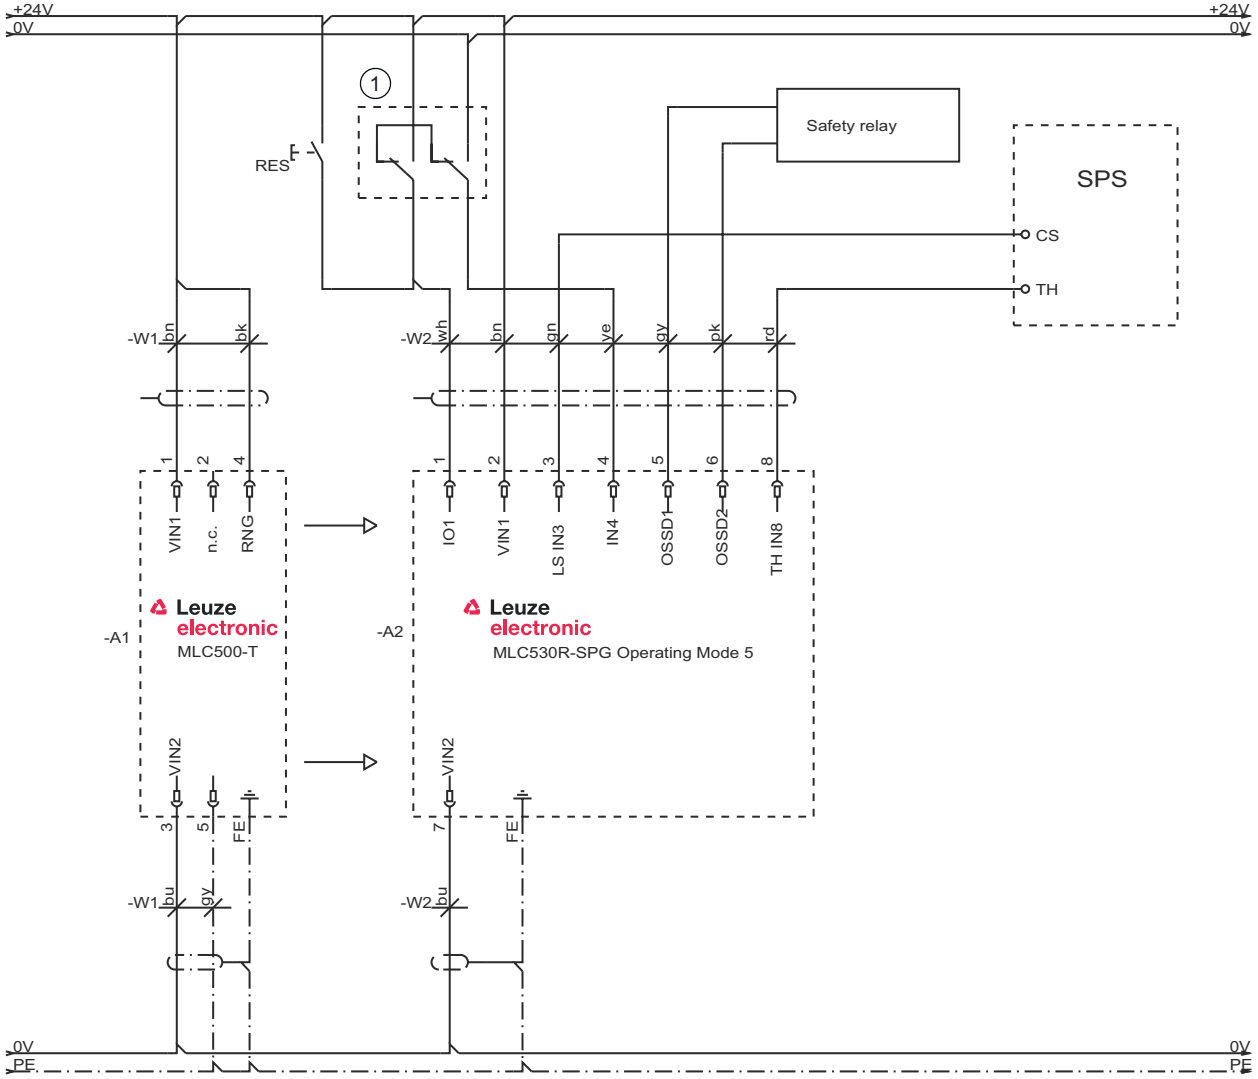 +24V +24V
0V 0V
1
Safety relay
SPS
RES
CS
TH
-W1 bn bk -W2 wh bn gn ye gy pk rd
1 2 4 1 2 3 4 5 6 8
VIN1 n.c. RNG IO1 VIN1 LS IN3 IN4 OSSD1 OSSD2 TH IN8
Leuze
electronic
MLC500-T
-A1
Leuze
electronic
MLC530R-SPG Operating Mode 5
-A2
VIN2 VIN2
3 5 FE 7 FE
-W1 bu gy -W2 bu
0V 0V
PE PE